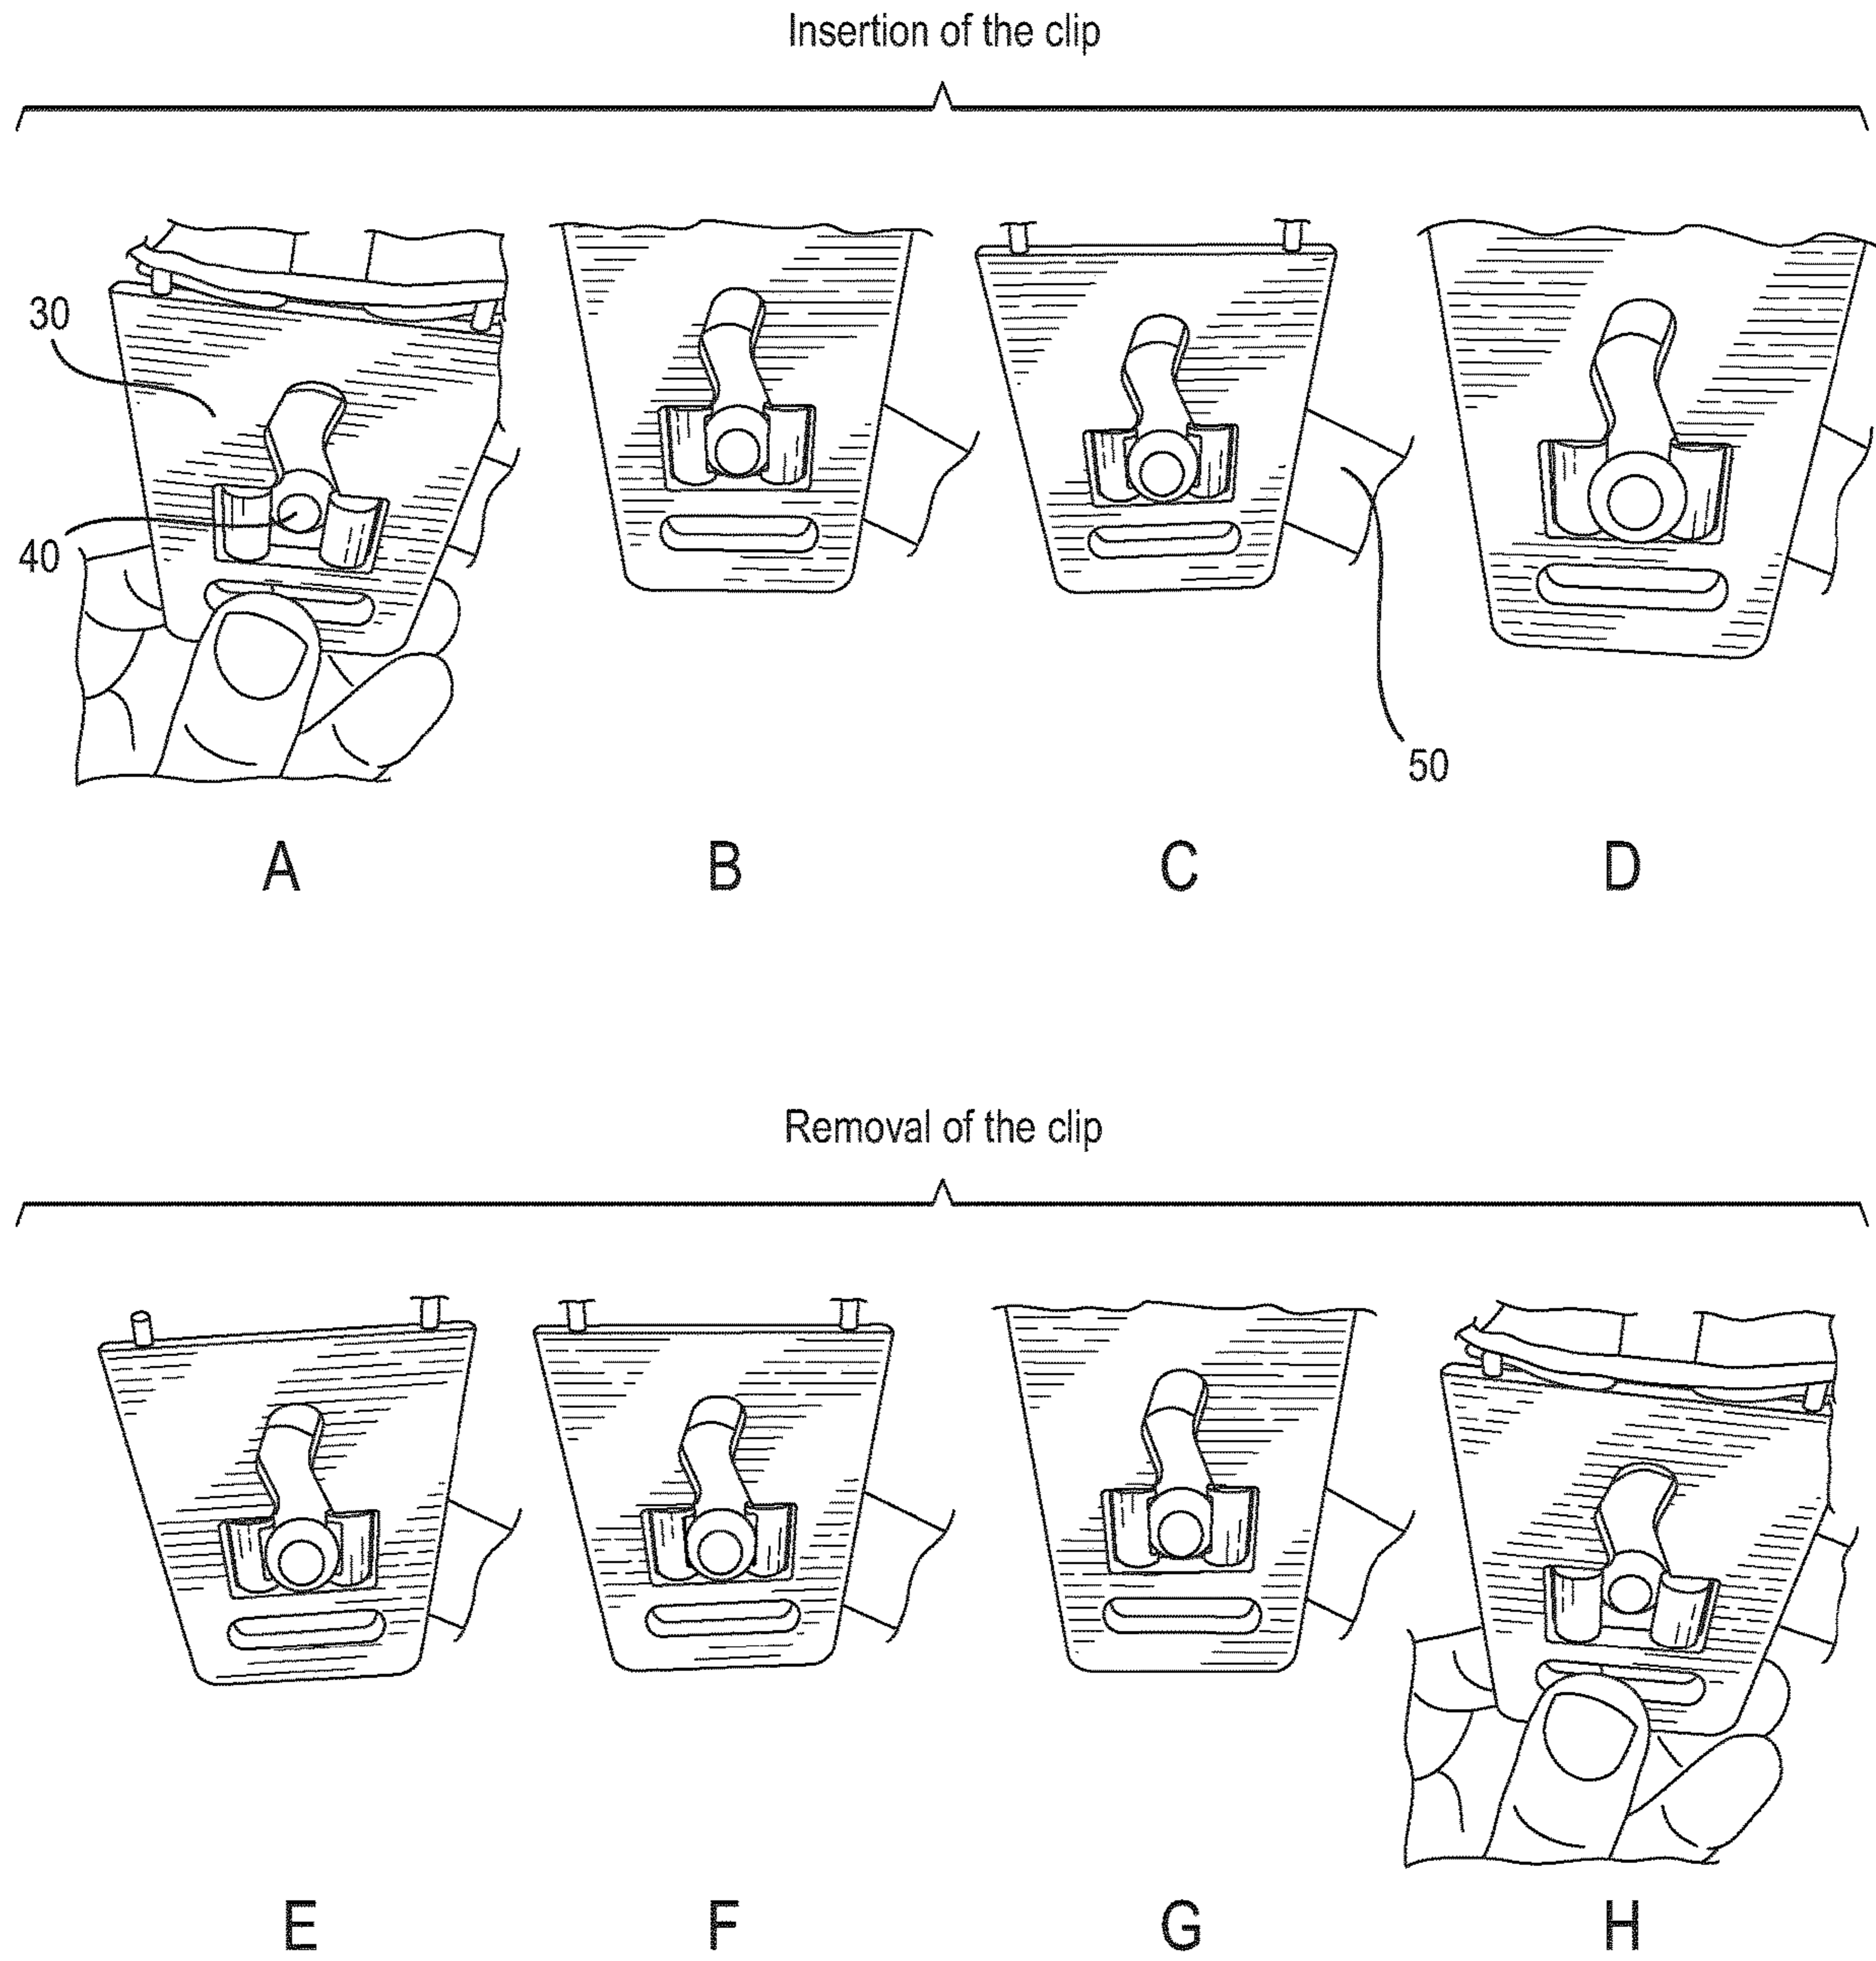 Insertion of the clip
30
40
50
A B C D
Removal of the clip
E F G H